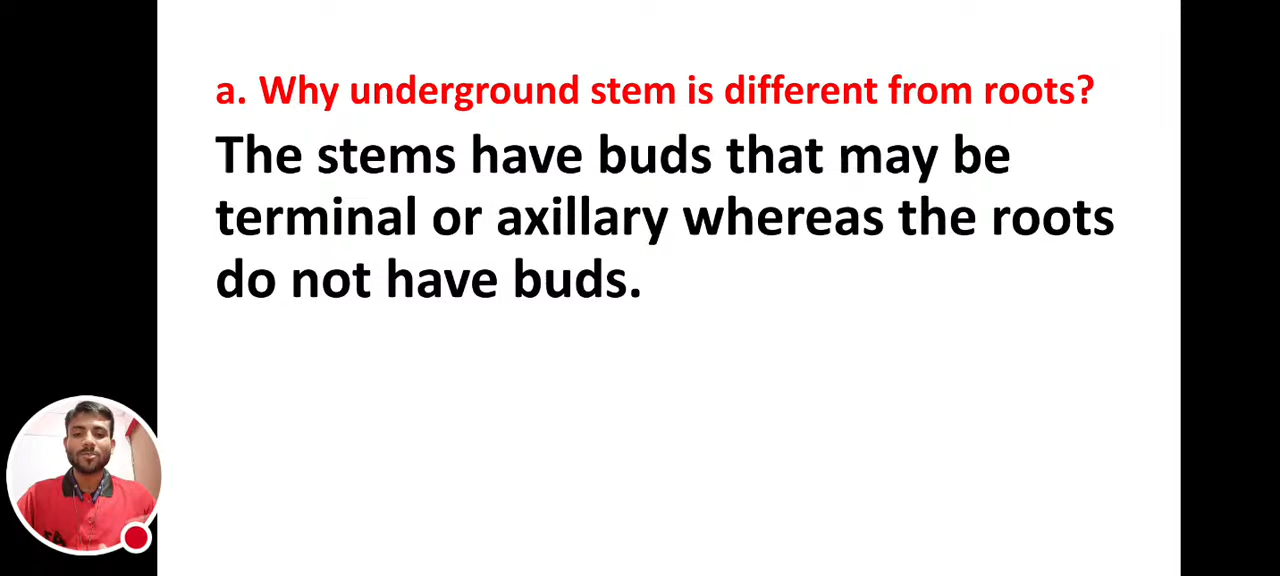 a. Why underground stem is different from roots?
The stems have buds that may be
terminal or axillary whereas the roots
do not have buds.